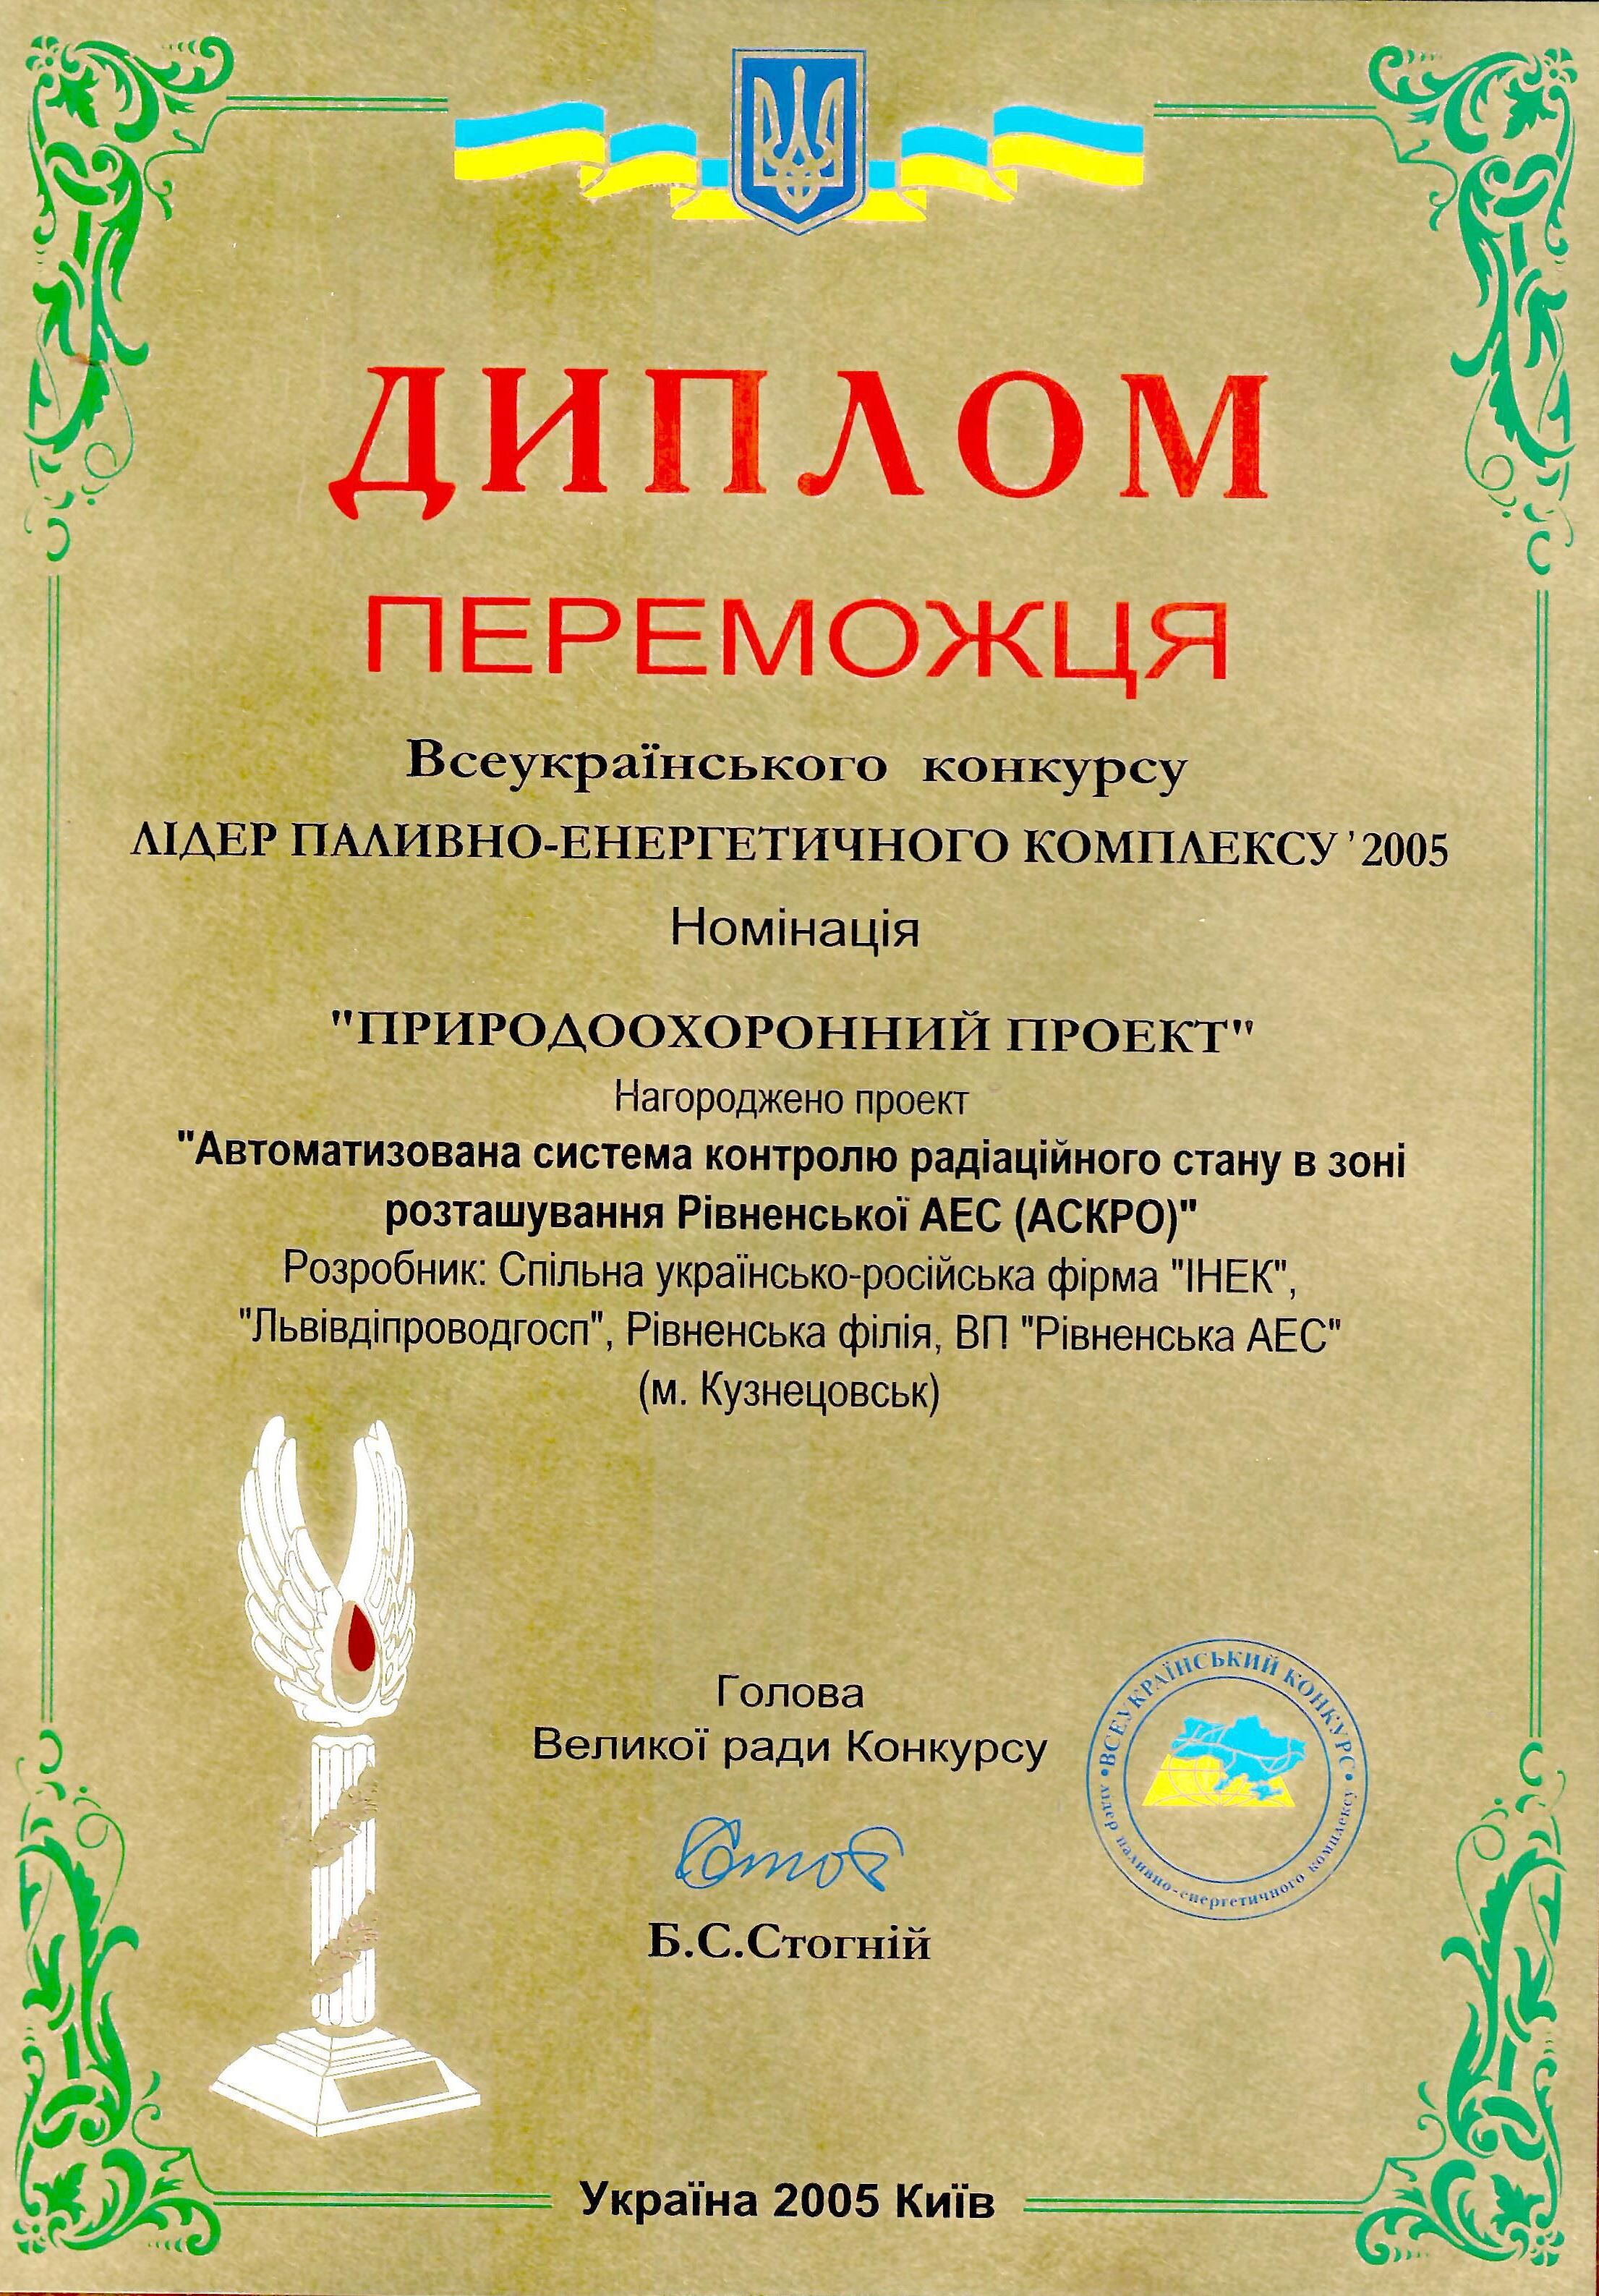 ДИПЛОМ
ПЕРЕМОЖЦЯ
Всеукраїнського конкурсу
ЛІДЕР ПАЛИВНО-ЕНЕРГЕТИЧНОГО КОМПЛЕКСУ '2005
Номінація
"ПРИРОДООХОРОННИЙ ПРОЕКТ"
Нагороджено проект
"Автоматизована система контролю радіаційного стану в зоні
розташування Рівненської АЕС (АСКРО)"
Розробник: Спільна українсько-російська фірма "ІНЕК",
"Львівдіпроводгосп", Рівненська філія, ВП "Рівненська АЕС"
(м. Кузнецовськ)
Голова
Великої ради Конкурсу
Б.С.Стогній
•ВСЕУКРАЇНСЬКИЙ КОНКУРС•
лідер паливно-енергетичного комплексу
Україна 2005 Київ